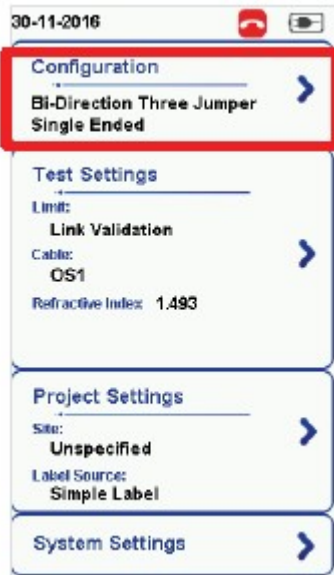 30-11-2016
Configuration
Bi-Direction Three Jumper
Single Ended
Test Settings
Limit:
Link Validation
Cable:
OS1
Refractive Index 1.493
Project Settings
Site:
Unspecified
Label Source:
Simple Label
System Settings